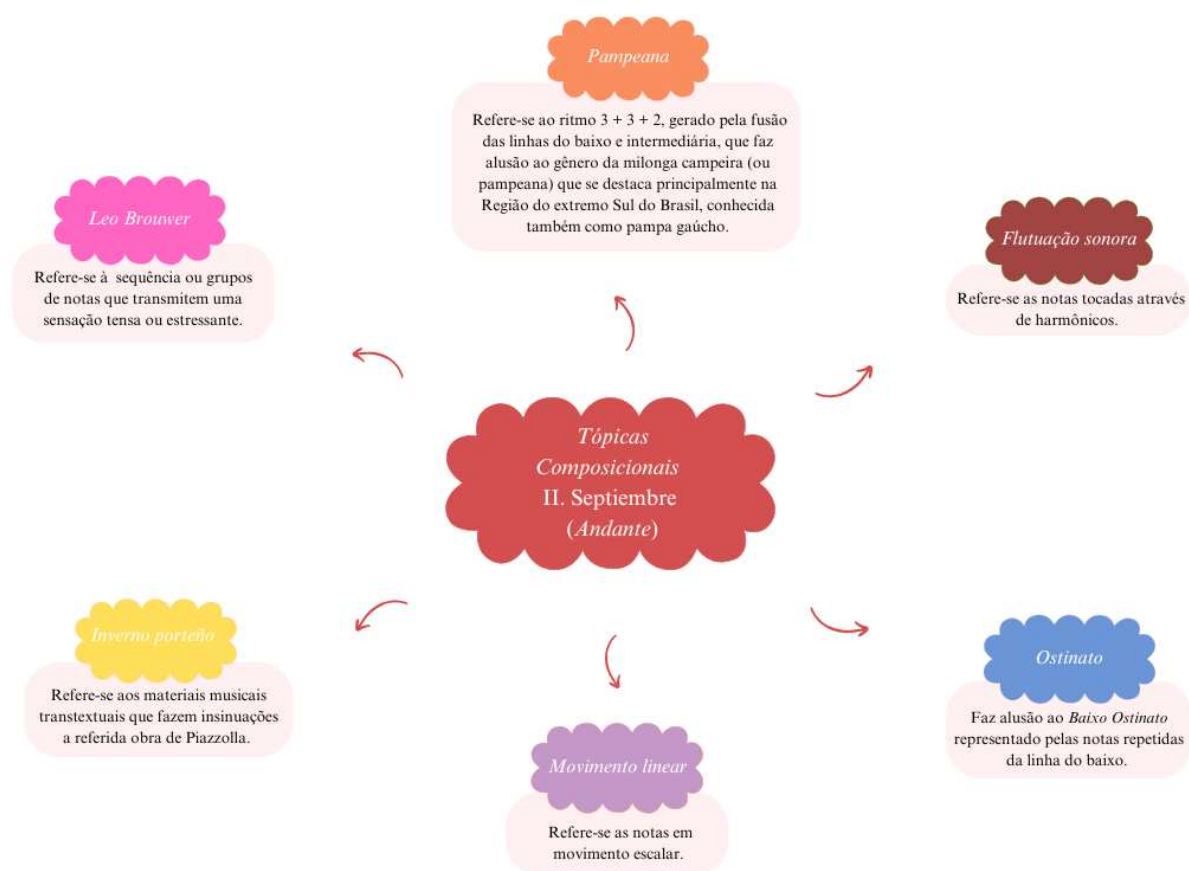 Pampeana
Refere-se ao ritmo 3 + 3 + 2, gerado pela fusão
das linhas do baixo e intermediária, que faz
alusão ao gênero da milonga campeira (ou
pampeana) que se destaca principalmente na
Região do extremo Sul do Brasil, conhecida
também como pampa gaúcho.
Leo Brouwer
Refere-se à sequência ou grupos
de notas que transmitem uma
sensação tensa ou estressante.
Flutuação sonora
Refere-se as notas tocadas através
de harmônicos.
Tópicas
Composicionais
II. Septiembre
(Andante)
Inverno porteño
Refere-se aos materiais musicais
transtextuais que fazem insinuações
a referida obra de Piazzolla.
Ostinato
Faz alusão ao Baixo Ostinato
representado pelas notas repetidas
da linha do baixo.
Movimento linear
Refere-se as notas em
movimento escalar.